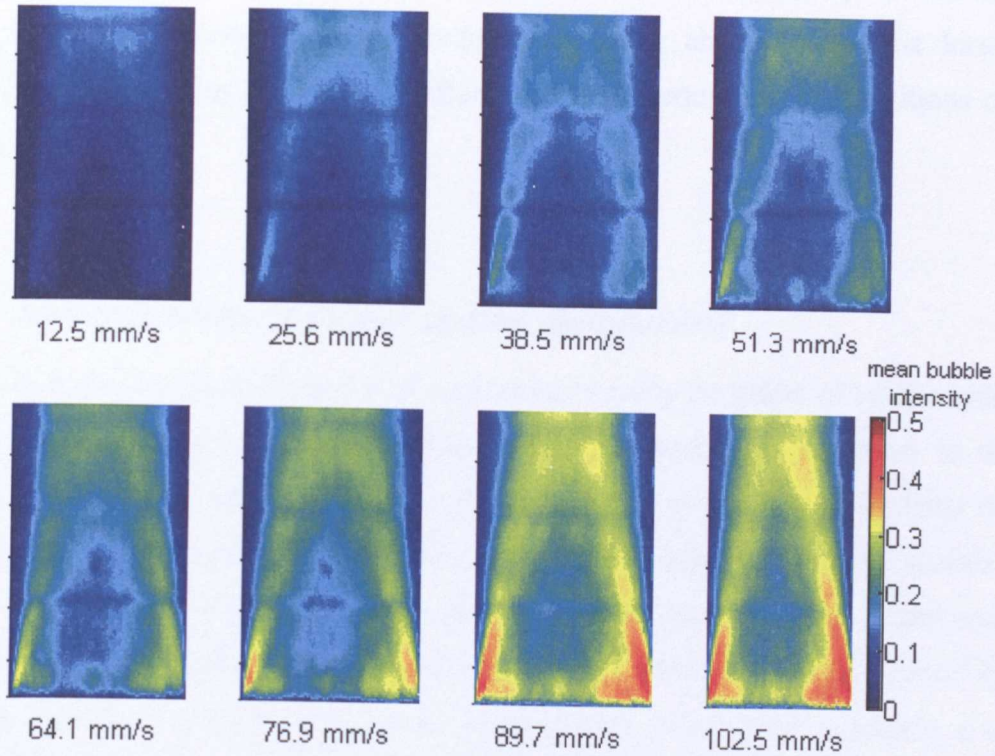 12.5 mm/s
25.6 mm/s
38.5 mm/s
51.3 mm/s
mean bubble
intensity
0.5
0.4
0.3
0.2
0.1
0
64.1 mm/s
76.9 mm/s
89.7 mm/s
102.5 mm/s